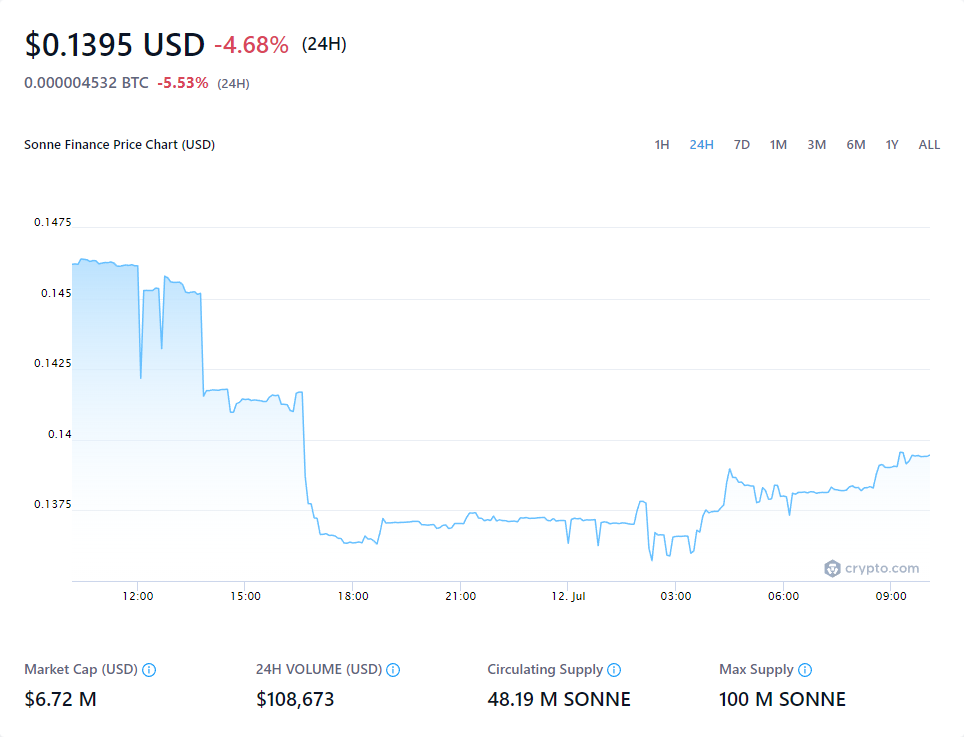 $0.1395 USD -4.68% (24H)
0.000004532 BTC -5.53% (24H)
Sonne Finance Price Chart (USD) 1H 24H 7D 1M 3M 6M 1Y ALL
0.1475
0.145
0.1425
0.14
0.1375
crypto.com
12:00 15:00 18:00 21:00 12. Jul 03:00 06:00 09:00
Market Cap (USD) 24H VOLUME (USD) Circulating Supply Max Supply
$6.72 M $108,673 48.19 M SONNE 100 M SONNE